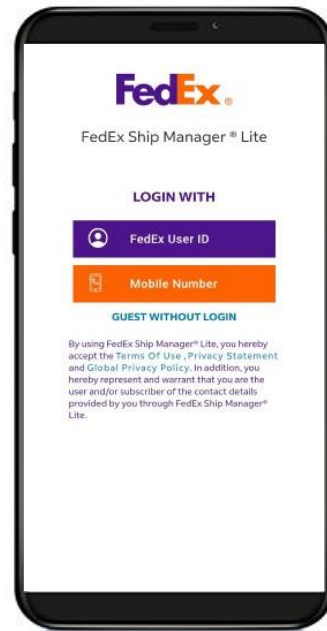 FedEx®
FedEx Ship Manager ® Lite
LOGIN WITH
FedEx User ID
Mobile Number
GUEST WITHOUT LOGIN
By using FedEx Ship Manager® Lite, you hereby
accept the Terms Of Use , Privacy Statement
and Global Privacy Policy. In addition, you
hereby represent and warrant that you are the
user and/or subscriber of the contact details
provided by you through FedEx Ship Manager®
Lite.